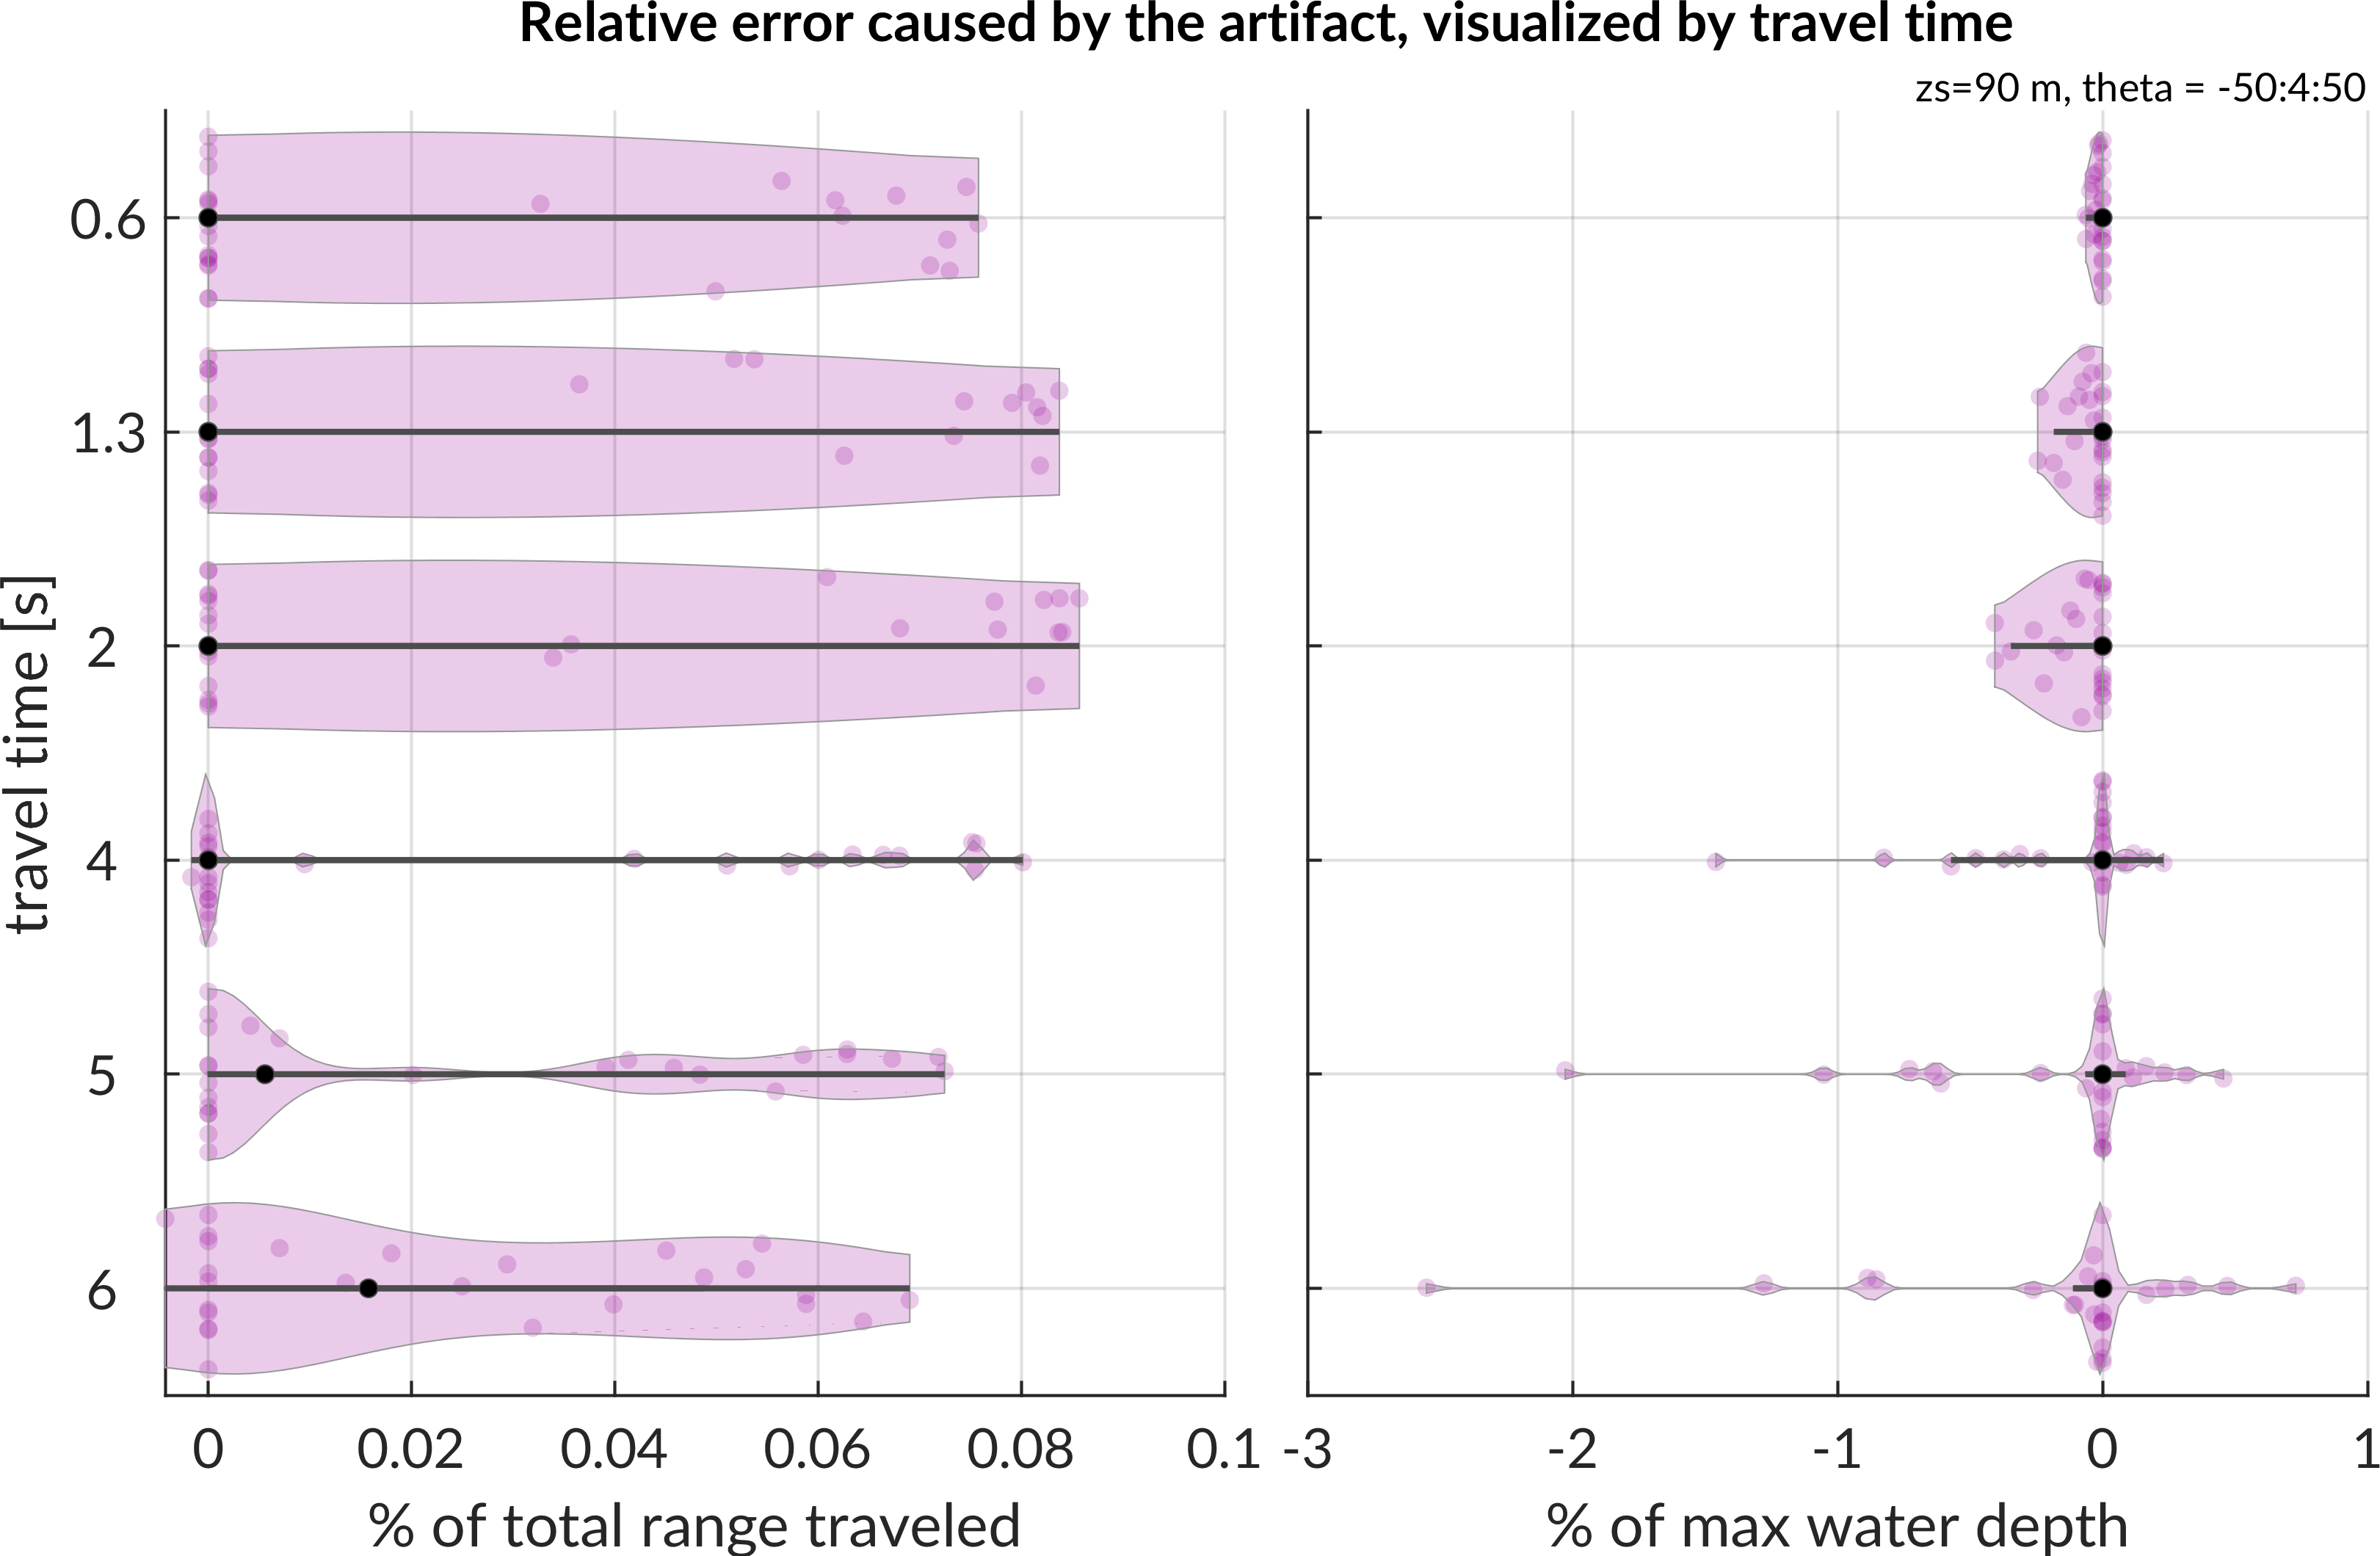 Relative error caused by the artifact, visualized by travel time
zs=90 m, theta = -50:4:50
travel time [s]
0.6
1.3
2
4
5
6
0 0.02 0.04 0.06 0.08 0.1
% of total range traveled
-3 -2 -1 0 1
% of max water depth